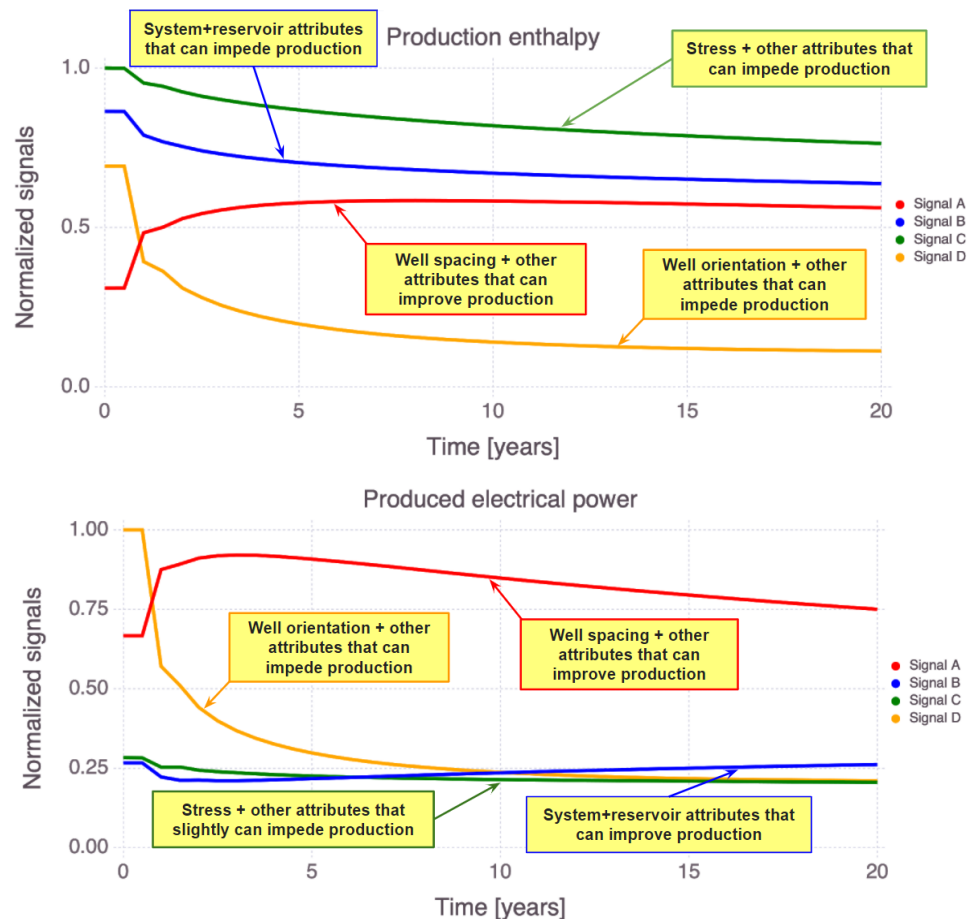 System+reservoir attributes
that can impede production
Production enthalpy
Stress + other attributes that
can impede production
Normalized signals
1.0
0.5
0.0
Well spacing + other
attributes that can
improve production
Well orientation + other
attributes that can
impede production
Signal A
Signal B
Signal C
Signal D
0
5
10
15
20
Time [years]
Produced electrical power
Normalized signals
1.00
0.75
0.50
0.25
0.00
Well orientation + other
attributes that can
impede production
Well spacing + other
attributes that can
improve production
Signal A
Signal B
Signal C
Signal D
Stress + other attributes that
slightly can impede production
System+reservoir attributes that
can improve production
0
5
10
15
20
Time [years]